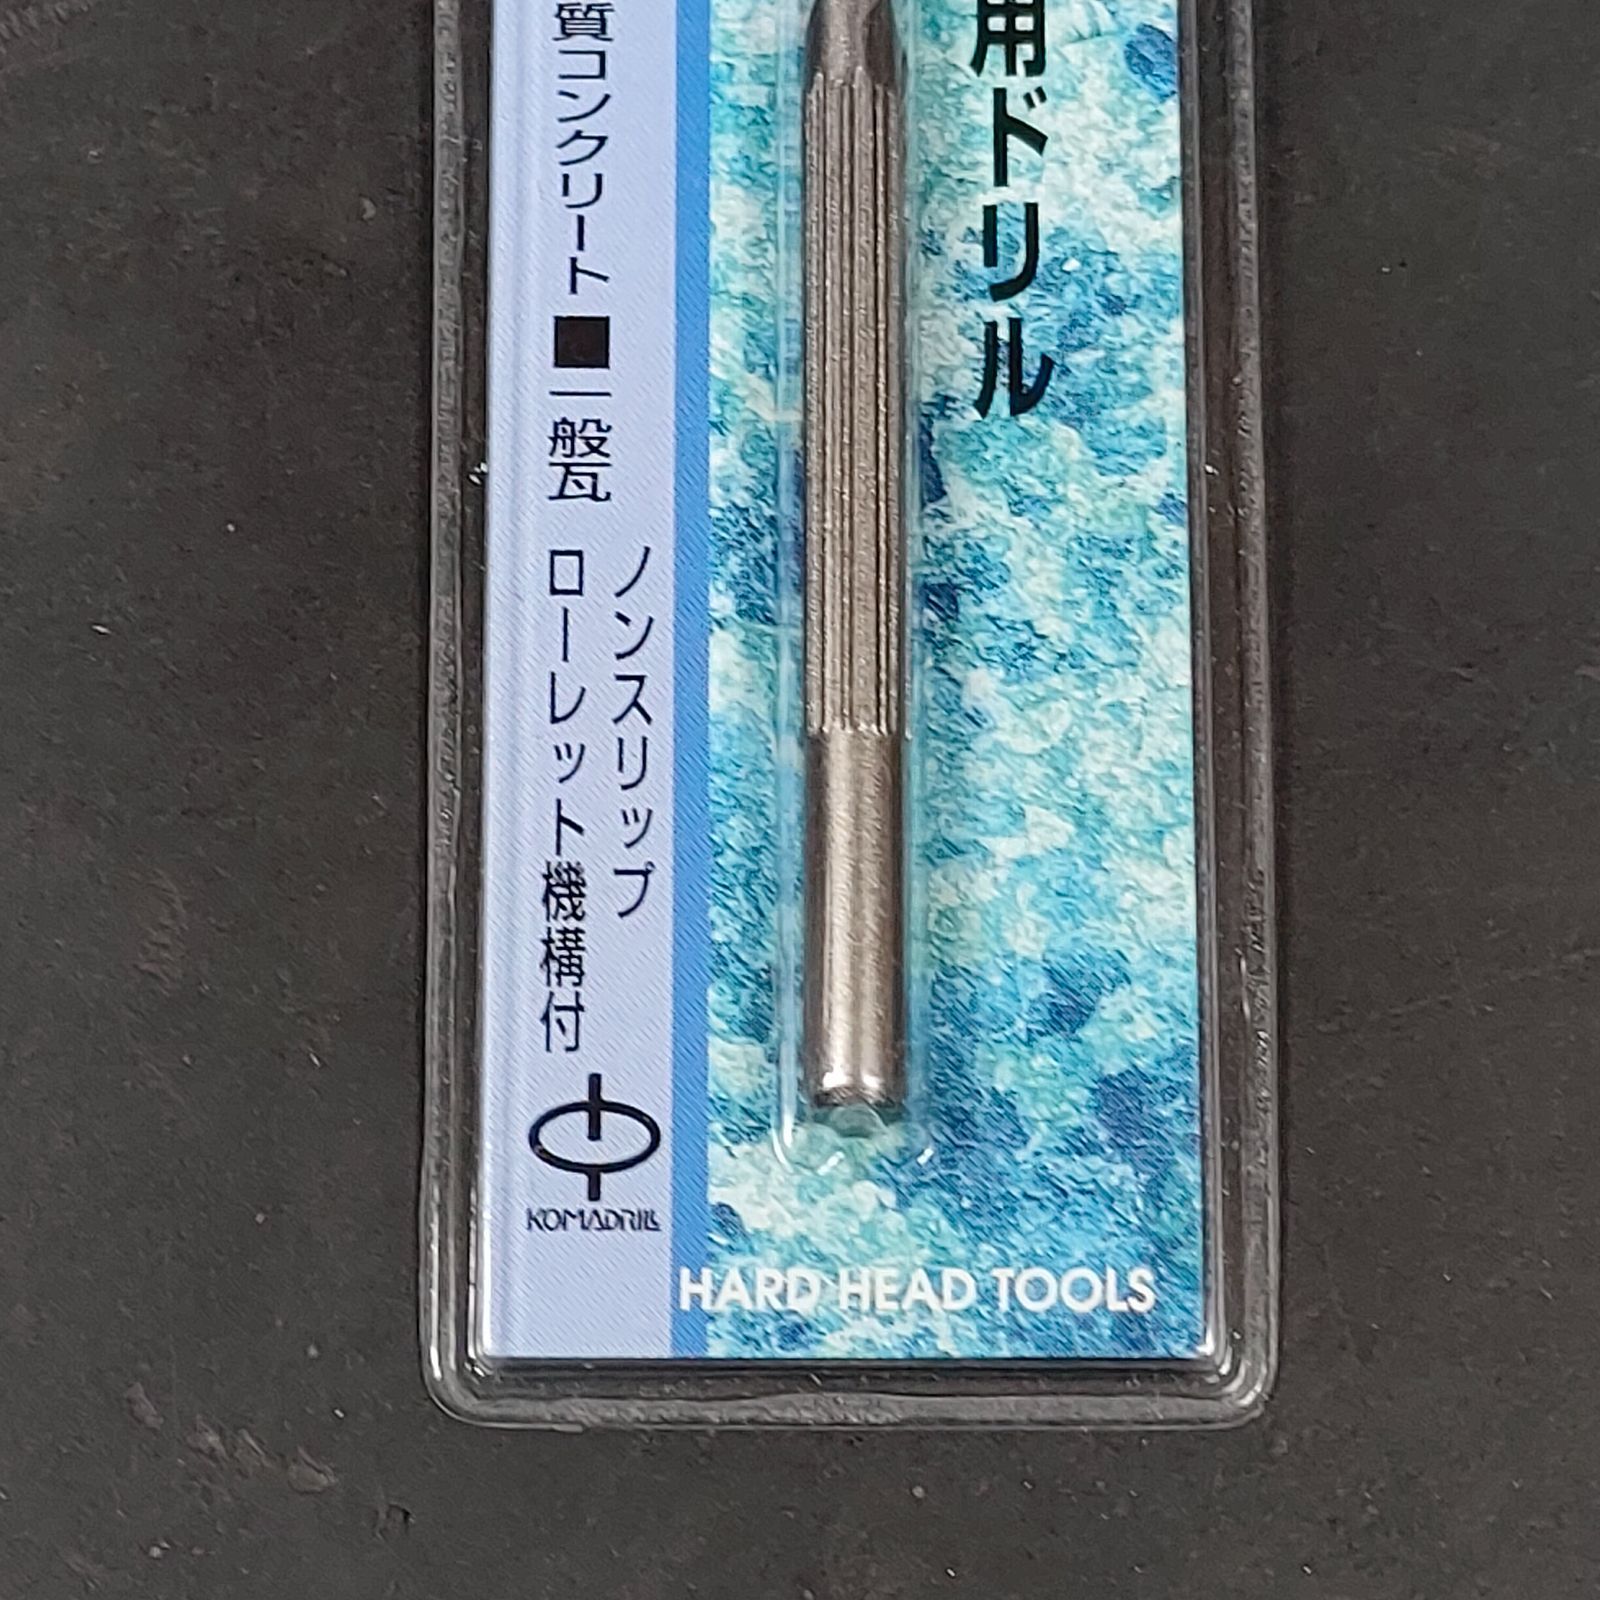 用ドリル
質コンクリート ■一般瓦
ノンスリップ
ローレット機構付
KOMADRILL
HARD HEAD TOOLS